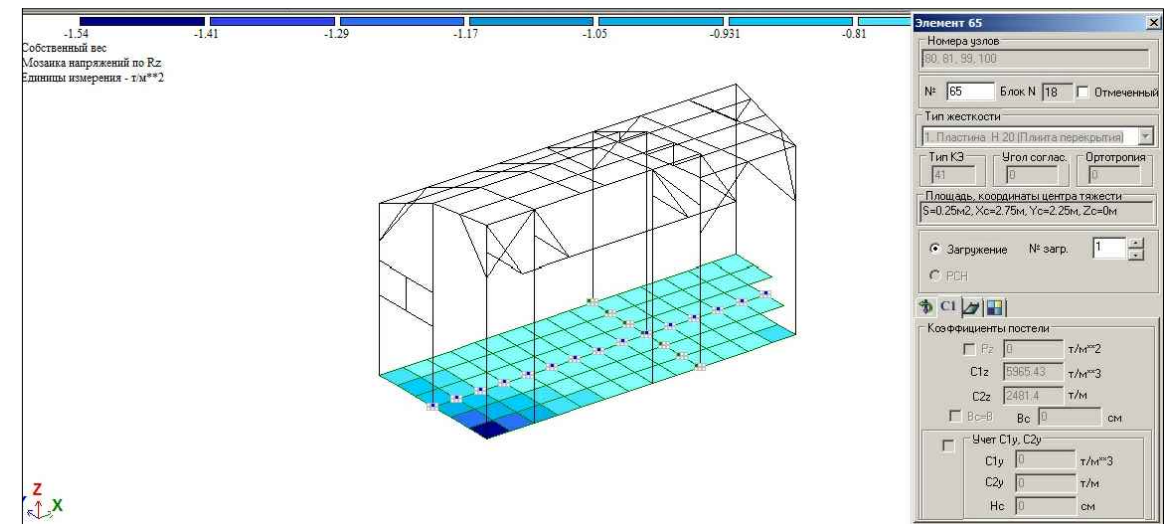 -1.54 -1.41 -1.29 -1.17 -1.05 -0.931 -0.81
Собственный вес
Мозаика напряжений по Rz
Единицы измерения - т/м**2
Z
X
Элемент 65
Номера узлов
80, 81, 99, 100
№ 65 Блок N 18 Отмеченный
Тип жесткости
1. Пластина H 20 (Плита перекрытия)
Тип КЭ Угол соглас. Ортотропия
41 0 0
Площадь, координаты центра тяжести
S=0.25м2, Xc=2.75м, Yc=2.25м, Zc=0м
Загружение № загр. 1
РСН
C1
Коэффициенты постели
Pz 0 т/м**2
C1z 5965.43 т/м**3
C2z 2481.4 т/м
Bc=B Bc 0 см
Учет C1y, C2y
C1y 0 т/м**3
C2y 0 т/м
Hc 0 см